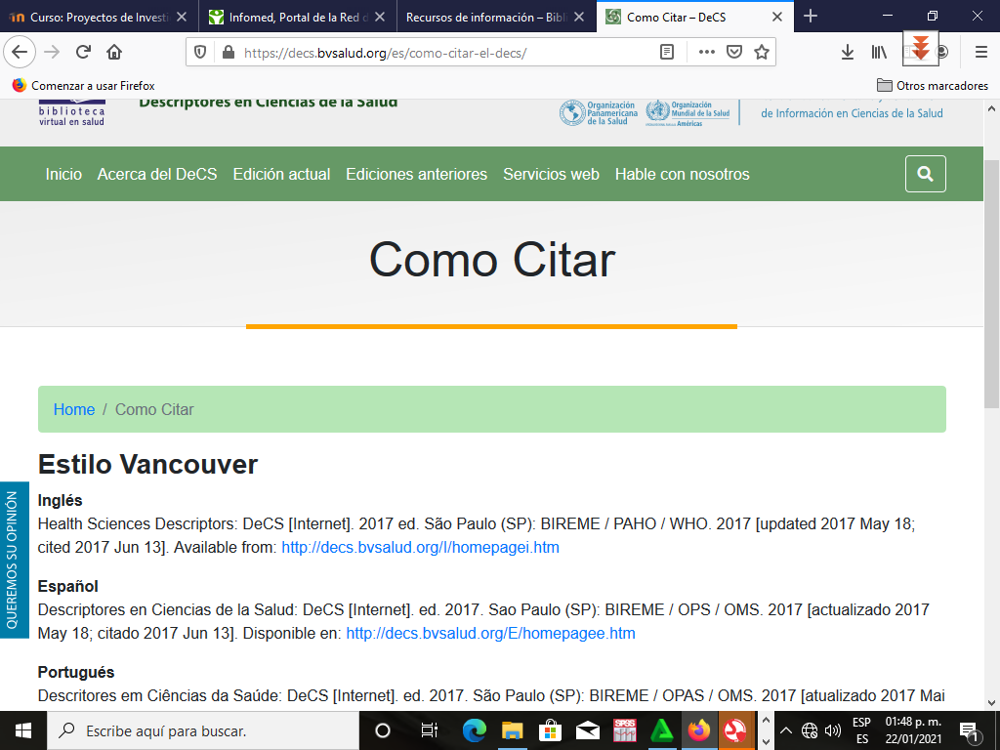 Curso: Proyectos de Investi
Infomed, Portal de la Red d
Recursos de información – Bibl
Como Citar – DeCS
https://decs.bvsalud.org/es/como-citar-el-decs/
Comenzar a usar Firefox
Otros marcadores
biblioteca
virtual en salud
Descriptores en Ciencias de la Salud
Organización
Panamericana
de la Salud
Organización
Mundial de la Salud
Américas
de Información en Ciencias de la Salud
Inicio
Acerca del DeCS
Edición actual
Ediciones anteriores
Servicios web
Hable con nosotros
Como Citar
Home / Como Citar
Estilo Vancouver
Inglés
Health Sciences Descriptors: DeCS [Internet]. 2017 ed. São Paulo (SP): BIREME / PAHO / WHO. 2017 [updated 2017 May 18;
cited 2017 Jun 13]. Available from: http://decs.bvsalud.org/I/homepagei.htm
Español
Descriptores en Ciencias de la Salud: DeCS [Internet]. ed. 2017. Sao Paulo (SP): BIREME / OPS / OMS. 2017 [actualizado 2017
May 18; citado 2017 Jun 13]. Disponible en: http://decs.bvsalud.org/E/homepagee.htm
Portugués
Descritores em Ciências da Saúde: DeCS [Internet]. ed. 2017. São Paulo (SP): BIREME / OPAS / OMS. 2017 [atualizado 2017 Mai
QUEREMOS SU OPINIÓN
Escribe aquí para buscar.
SPSS
ESP
ES
01:48 p. m.
22/01/2021
1